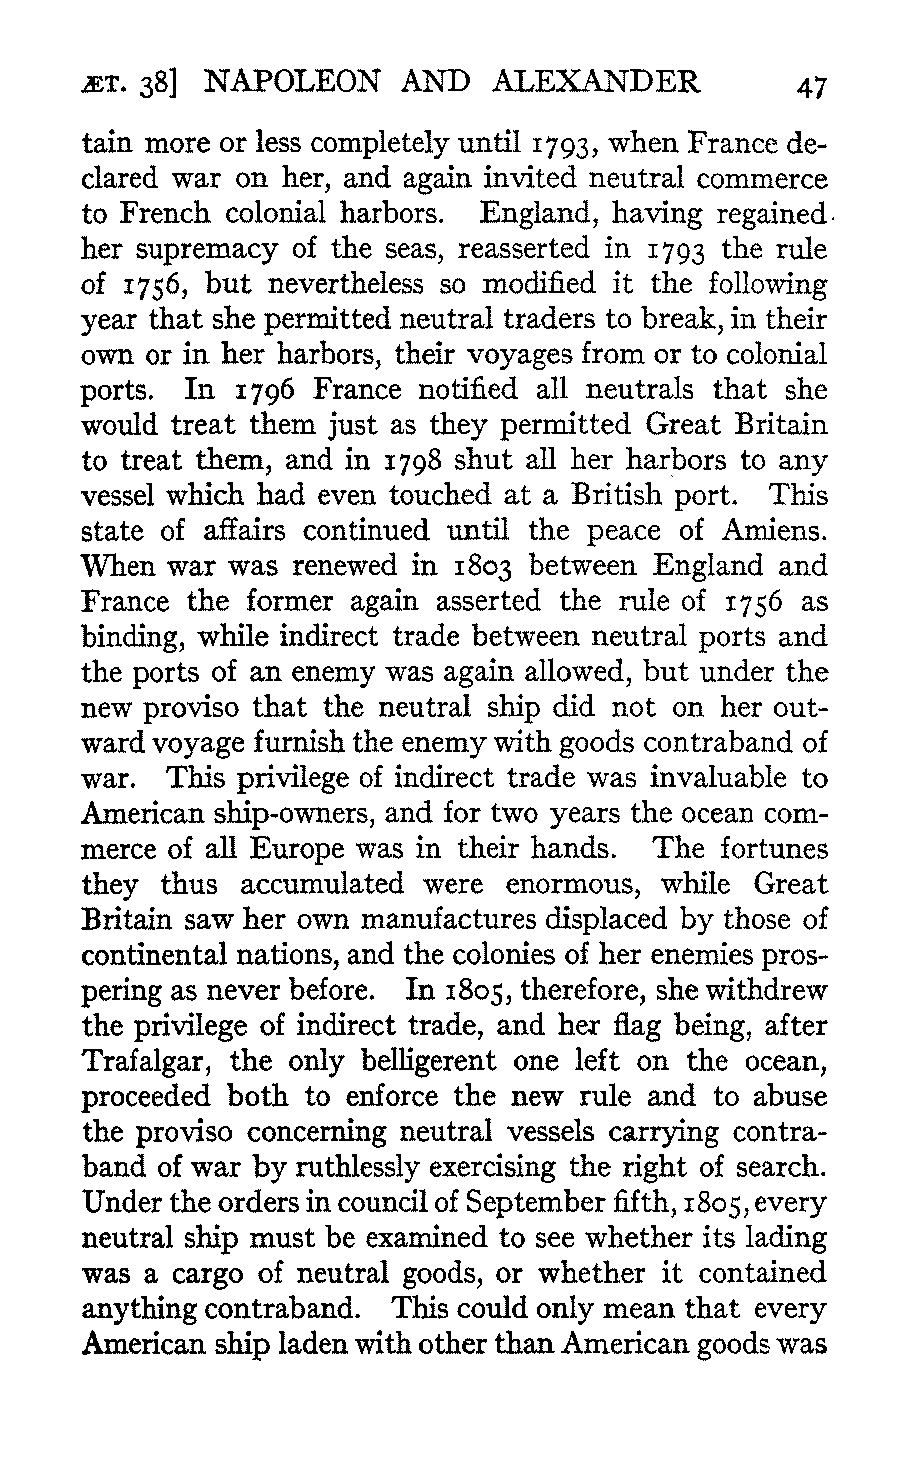 ÆT. 38] NAPOLEON AND ALEXANDER 47
tain more or less completely until 1793, when France de-
clared war on her, and again invited neutral commerce
to French colonial harbors. England, having regained
her supremacy of the seas, reasserted in 1793 the rule
of 1756, but nevertheless so modified it the following
year that she permitted neutral traders to break, in their
own or in her harbors, their voyages from or to colonial
ports. In 1796 France notified all neutrals that she
would treat them just as they permitted Great Britain
to treat them, and in 1798 shut all her harbors to any
vessel which had even touched at a British port. This
state of affairs continued until the peace of Amiens.
When war was renewed in 1803 between England and
France the former again asserted the rule of 1756 as
binding, while indirect trade between neutral ports and
the ports of an enemy was again allowed, but under the
new proviso that the neutral ship did not on her out-
ward voyage furnish the enemy with goods contraband of
war. This privilege of indirect trade was invaluable to
American ship-owners, and for two years the ocean com-
merce of all Europe was in their hands. The fortunes
they thus accumulated were enormous, while Great
Britain saw her own manufactures displaced by those of
continental nations, and the colonies of her enemies pros-
pering as never before. In 1805, therefore, she withdrew
the privilege of indirect trade, and her flag being, after
Trafalgar, the only belligerent one left on the ocean,
proceeded both to enforce the new rule and to abuse
the proviso concerning neutral vessels carrying contra-
band of war by ruthlessly exercising the right of search.
Under the orders in council of September fifth, 1805, every
neutral ship must be examined to see whether its lading
was a cargo of neutral goods, or whether it contained
anything contraband. This could only mean that every
American ship laden with other than American goods was